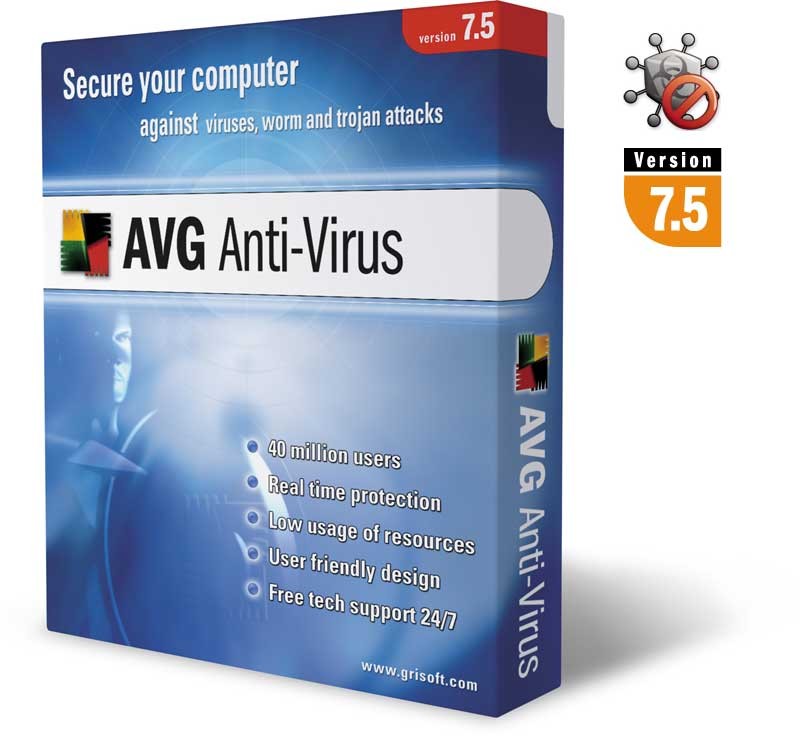 version 7.5
Secure your computer
against viruses, worm and trojan attacks
AVG Anti-Virus
40 million users
Real time protection
Low usage of resources
User friendly design
Free tech support 24/7
www.grisoft.com
AVG Anti-Virus
Version
7.5